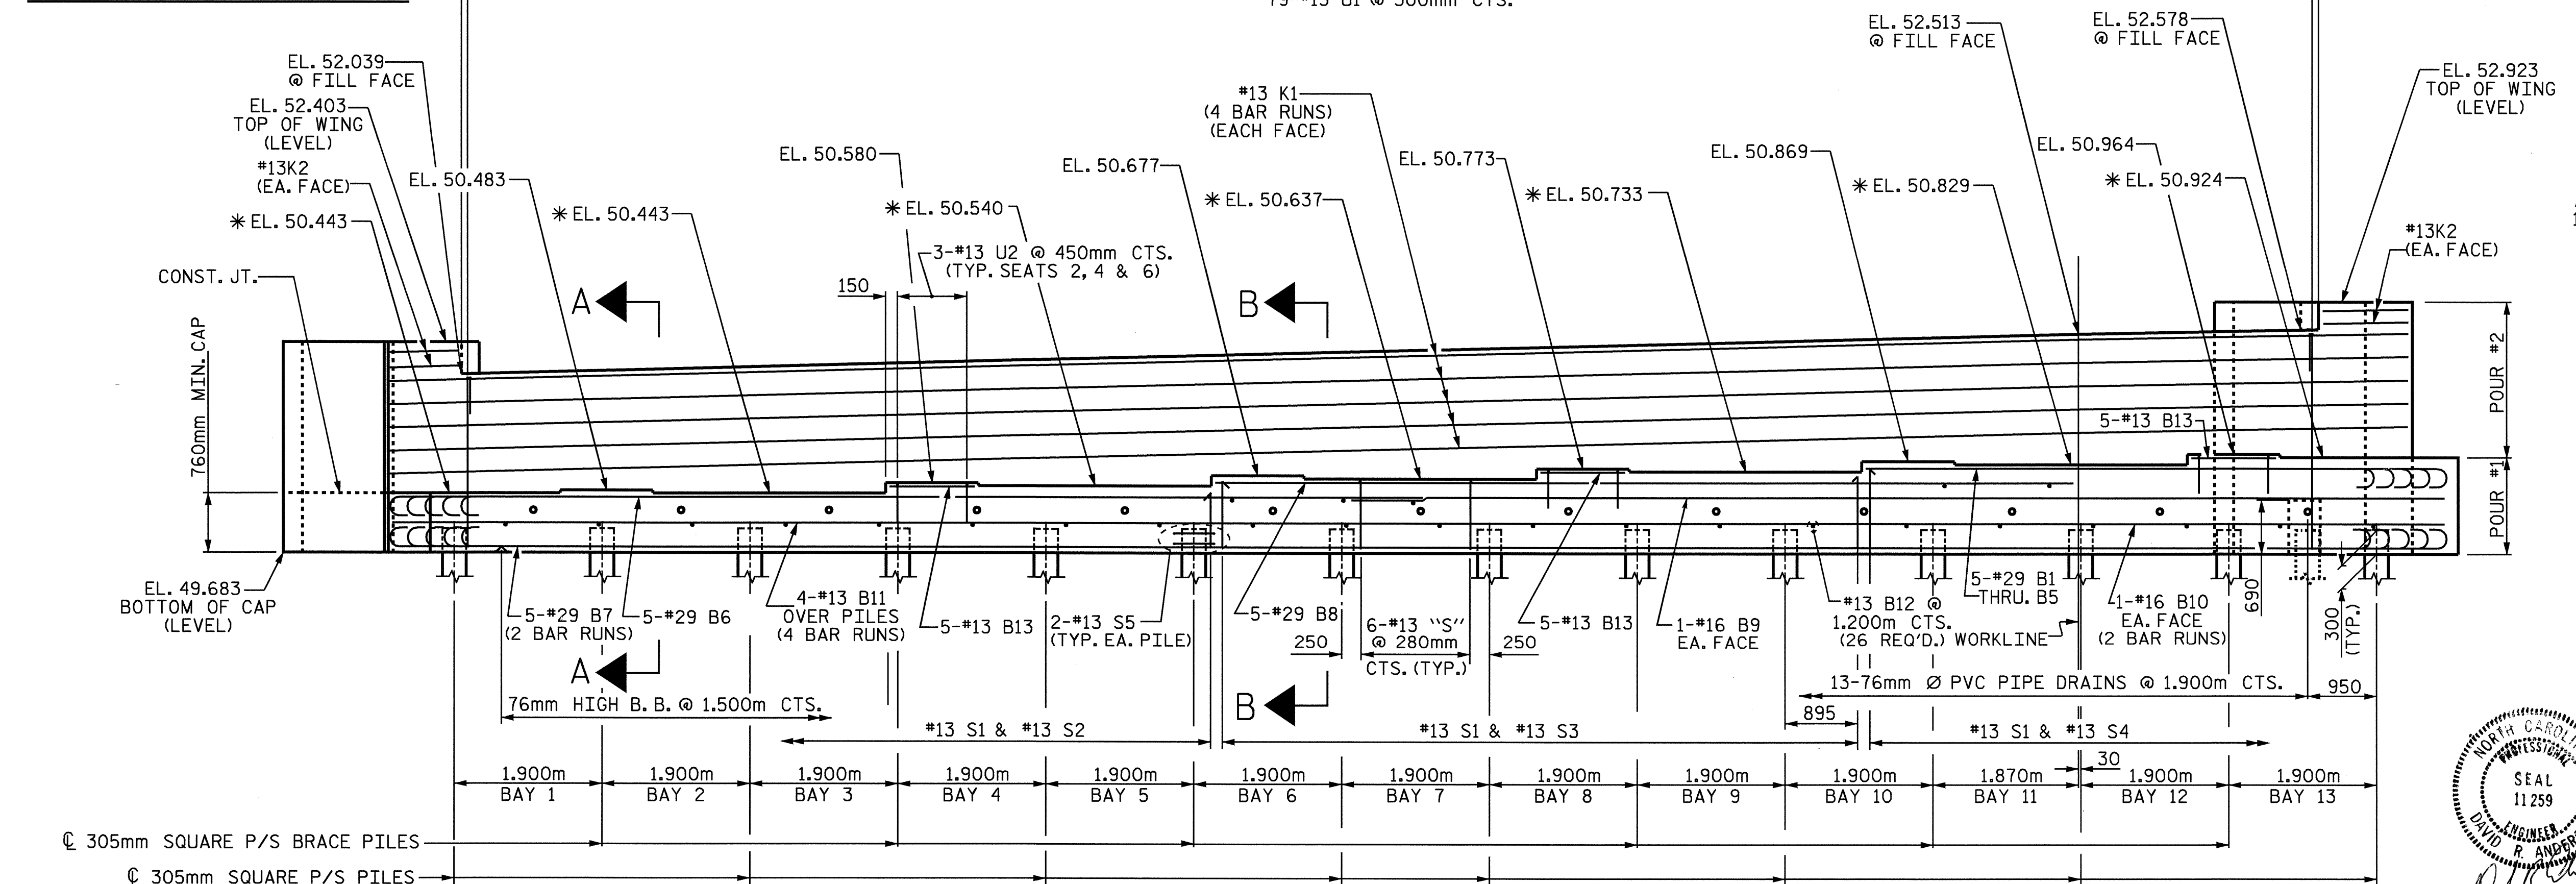 79 #13 U1 @ 300mm CTS.
EL. 52.513
@ FILL FACE
EL. 52.578
@ FILL FACE
EL. 52.039
@ FILL FACE
EL. 52.923
TOP OF WING
(LEVEL)
EL. 52.403
TOP OF WING
(LEVEL)
#13 K1
(4 BAR RUNS)
(EACH FACE)
#13K2
(EA. FACE)
EL. 50.483
EL. 50.580
EL. 50.677
EL. 50.773
EL. 50.869
EL. 50.964
* EL. 50.443
* EL. 50.443
* EL. 50.540
* EL. 50.637
* EL. 50.733
* EL. 50.829
* EL. 50.924
#13K2
(EA. FACE)
3-#13 U2 @ 450mm CTS.
(TYP. SEATS 2, 4 & 6)
CONST. JT.
150
A
B
760mm MIN. CAP
POUR #2
5-#13 B13
POUR #1
EL. 49.683
BOTTOM OF CAP
(LEVEL)
5-#29 B7
(2 BAR RUNS)
5-#29 B6
4-#13 B11
OVER PILES
(4 BAR RUNS)
5-#13 B13
2-#13 S5
(TYP. EA. PILE)
5-#29 B8
250
6-#13 "S"
@ 280mm
CTS. (TYP.)
250
5-#13 B13
1-#16 B9
EA. FACE
#13 B12 @
1.200m CTS.
(26 REQ'D.)
WORKLINE
5-#29 B1
THRU. B5
1-#16 B10
EA. FACE
(2 BAR RUNS)
690
300
(TYP.)
A
B
76mm HIGH B. B. @ 1.500m CTS.
13-76mm Ø PVC PIPE DRAINS @ 1.900m CTS.
950
895
#13 S1 & #13 S2
#13 S1 & #13 S3
#13 S1 & #13 S4
30
1.900m 1.900m 1.900m 1.900m 1.900m 1.900m 1.900m 1.900m 1.900m 1.900m 1.870m 1.900m 1.900m
BAY 1 BAY 2 BAY 3 BAY 4 BAY 5 BAY 6 BAY 7 BAY 8 BAY 9 BAY 10 BAY 11 BAY 12 BAY 13
℄ 305mm SQUARE P/S BRACE PILES
℄ 305mm SQUARE P/S PILES
NORTH CAROLI
PROFESSIONAL
SEAL
11259
ENGINEER
DAVID R. ANDER